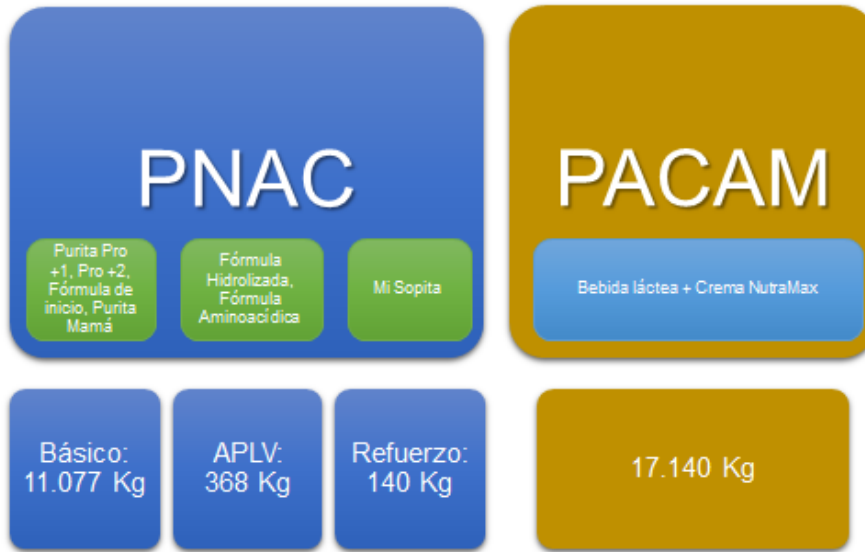 PNAC
PACAM
Purita Pro
+1, Pro +2,
Fórmula de
inicio, Purita
Mamá
Fórmula
Hidrolizada,
Fórmula
Aminoacídica
Mi Sopita
Bebida láctea + Crema NutraMax
Básico:
11.077 Kg
APLV:
368 Kg
Refuerzo:
140 Kg
17.140 Kg